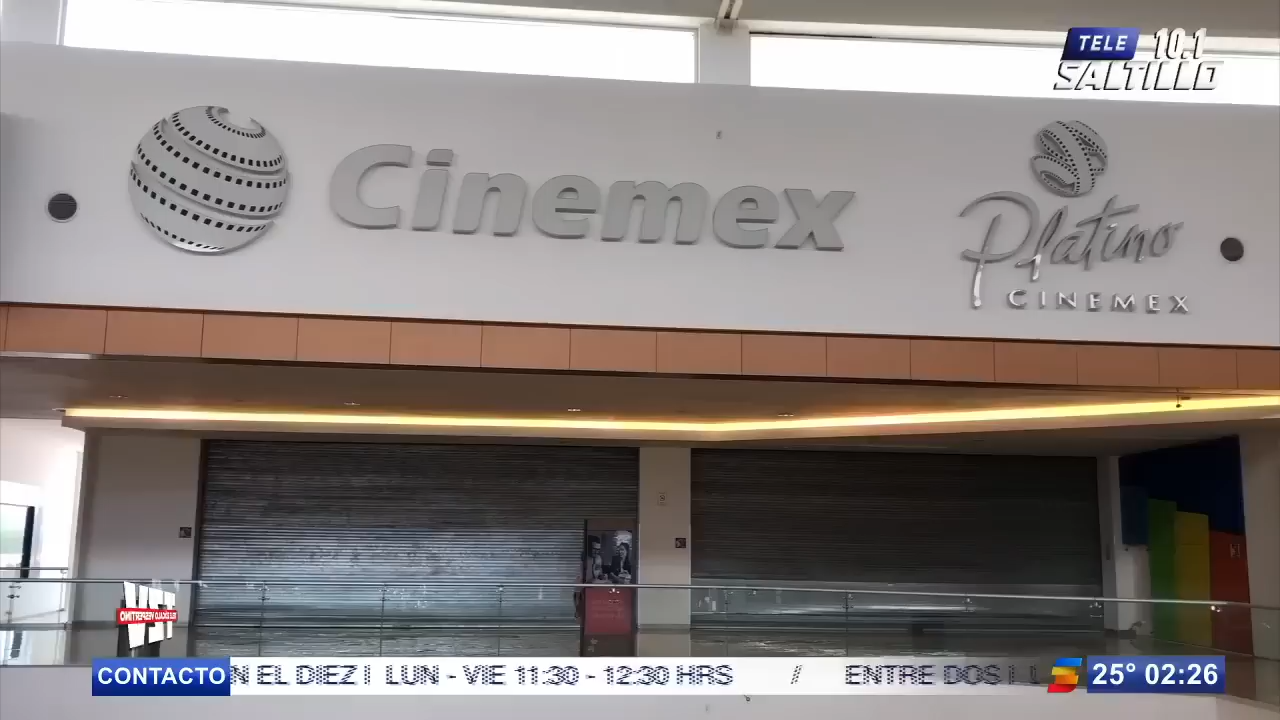 TELE 10.1
SALTILLO
Cinemex
Platino
CINEMEX
CONTACTO
N EL DIEZ | LUN - VIE 11:30 - 12:30 HRS / ENTRE DOS |
25° 02:26